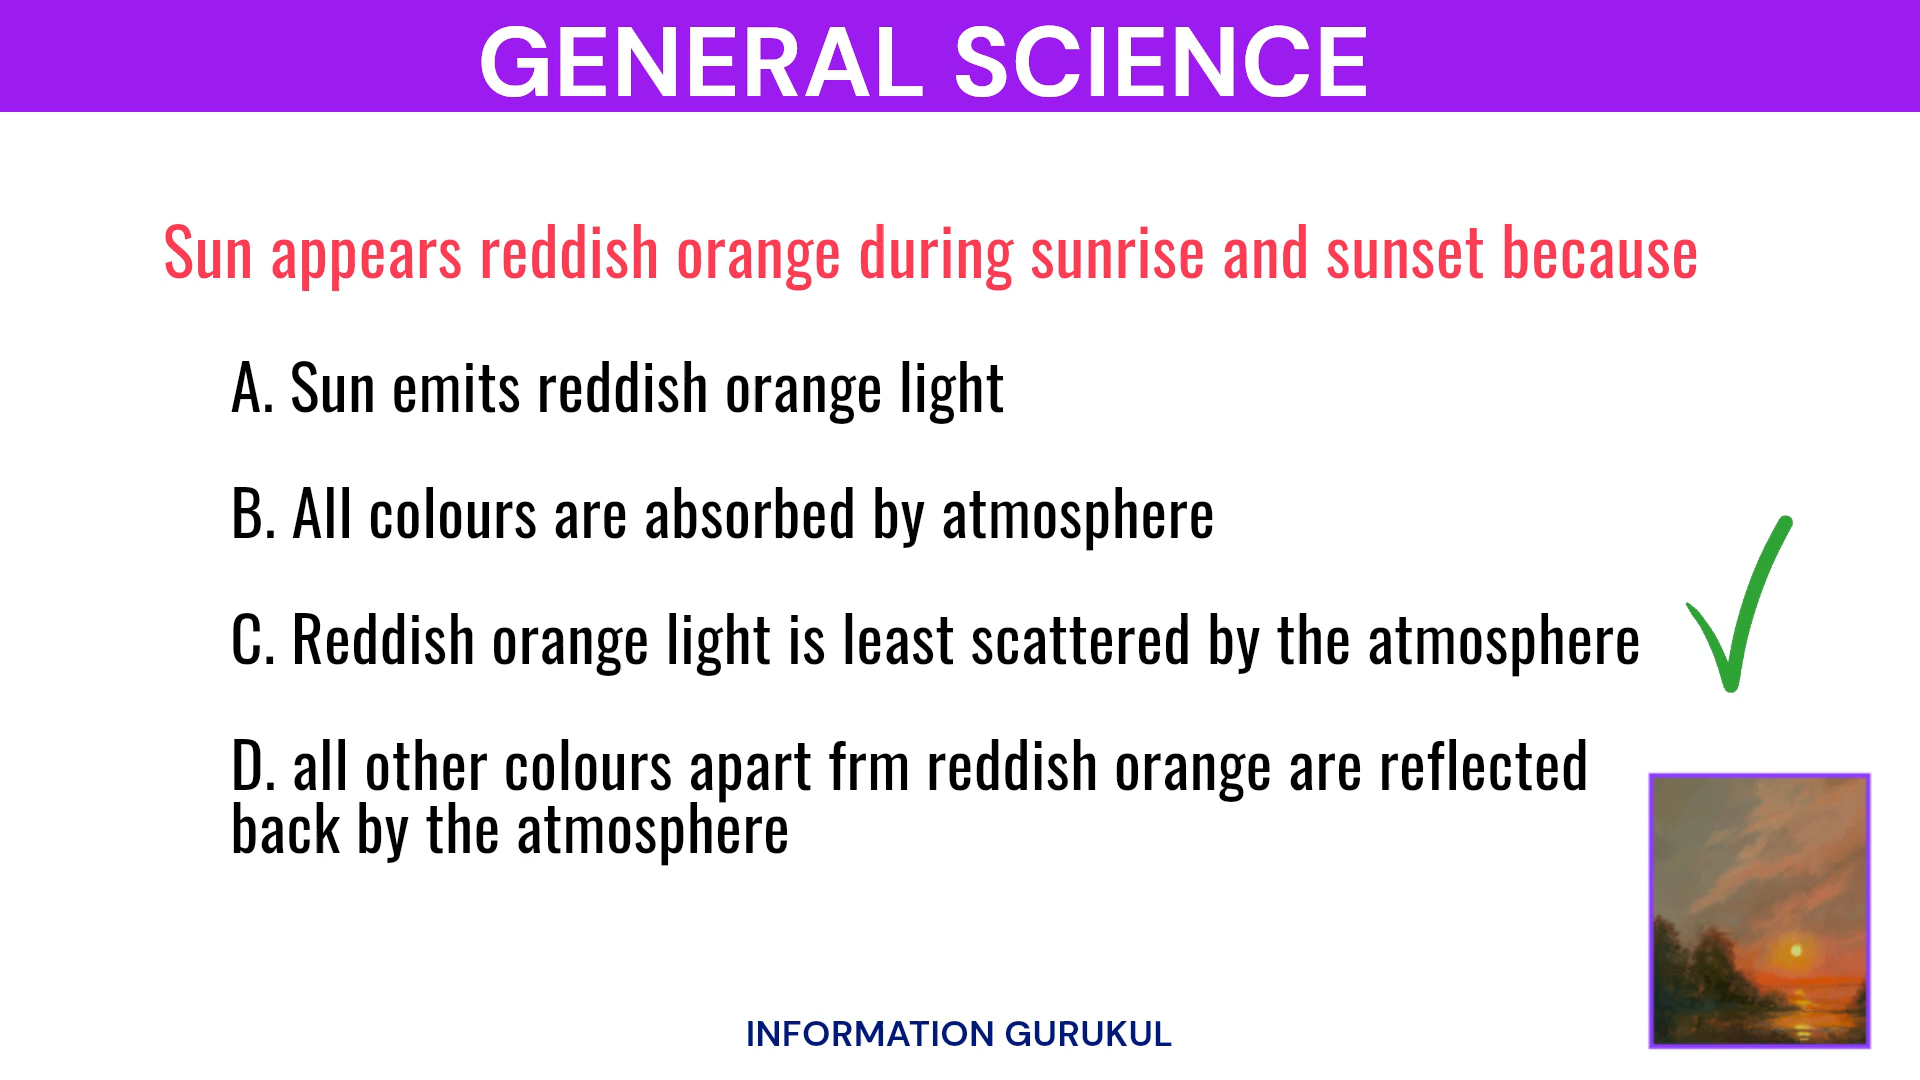 GENERAL SCIENCE
Sun appears reddish orange during sunrise and sunset because
A. Sun emits reddish orange light
B. All colours are absorbed by atmosphere
C. Reddish orange light is least scattered by the atmosphere
D. all other colours apart frm reddish orange are reflected
back by the atmosphere
INFORMATION GURUKUL